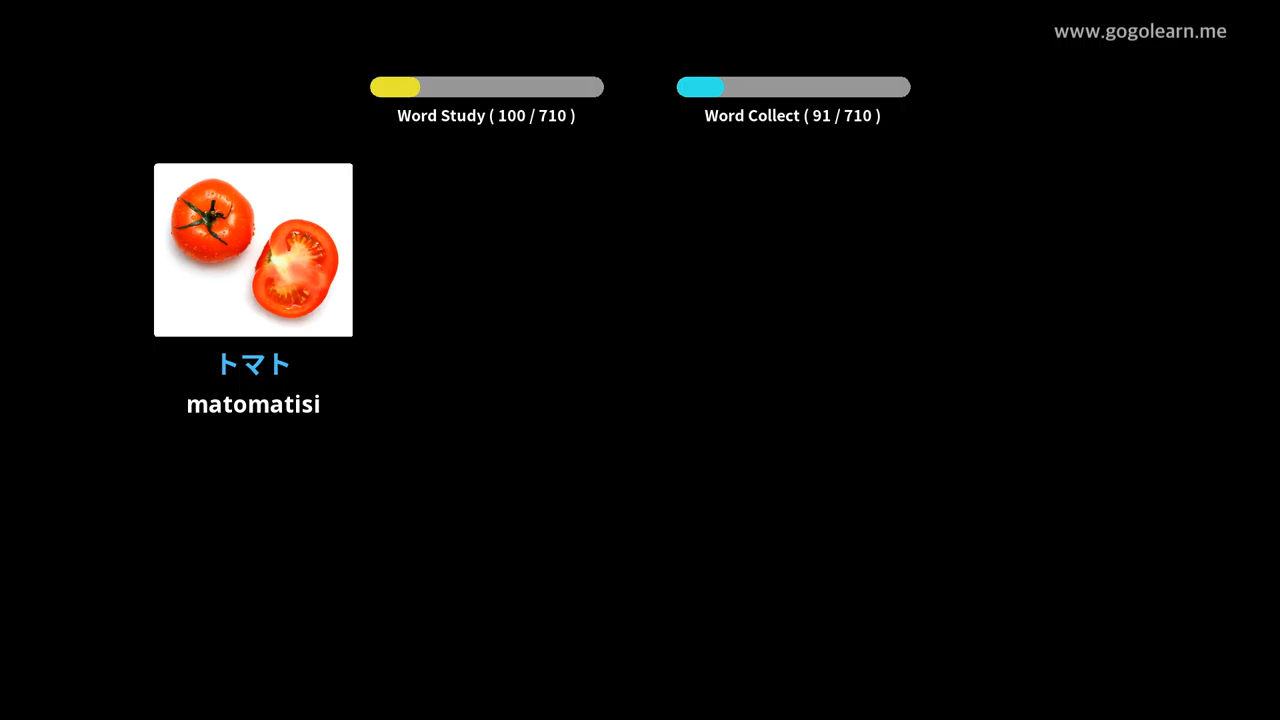 www.gogolearn.me
Word Study ( 100 / 710 )
Word Collect ( 91 / 710 )
トマト
matomatisi